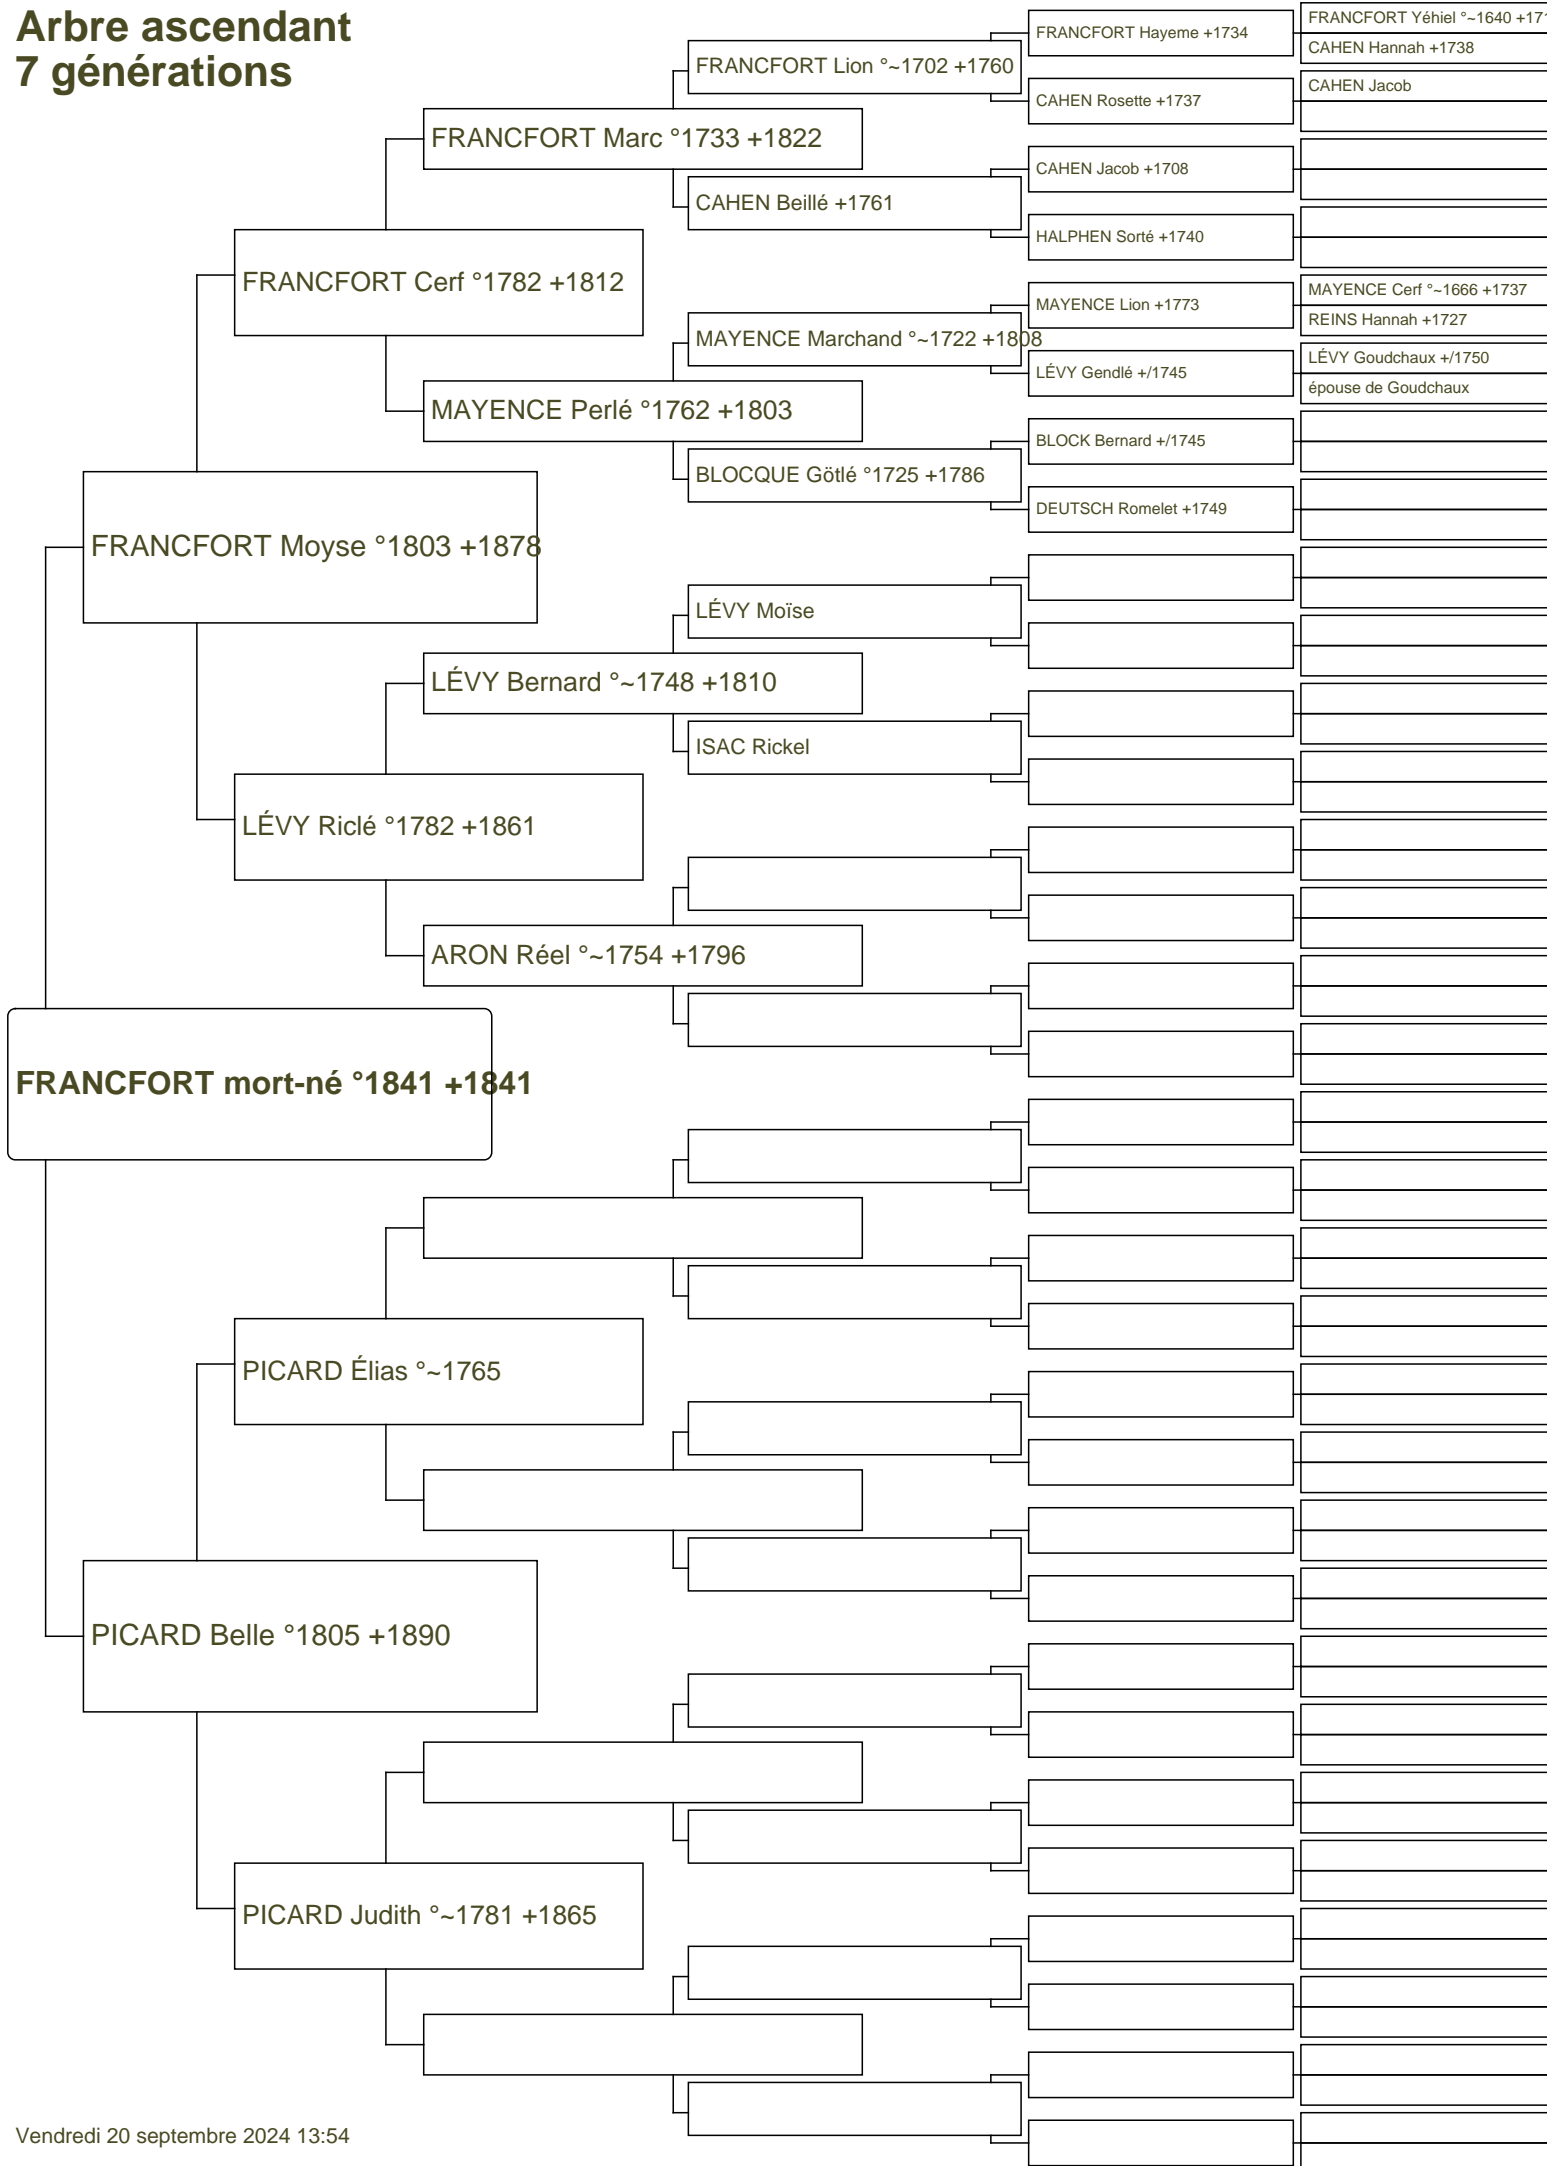 Arbre ascendant
7 générations
FRANCFORT Yéhiel °~1640
FRANCFORT Hayeme +1734
CAHEN Hannah +1738
FRANCFORT Lion °~1702 +1760
CAHEN Jacob
CAHEN Rosette +1737
FRANCFORT Marc °1733 +1822
CAHEN Jacob +1708
CAHEN Beillé +1761
HALPHEN Sorté +1740
FRANCFORT Cerf °1782 +1812
MAYENCE Cerf °~1666 +1737
MAYENCE Lion +1773
REINS Hannah +1727
MAYENCE Marchand °~1722 +1808
LÉVY Goudchaux +/1750
LÉVY Gendlé +/1745
épouse de Goudchaux
MAYENCE Perlé °1762 +1803
BLOCK Bernard +/1745
BLOCQUE Götlé °1725 +1786
DEUTSCH Romelet +1749
FRANCFORT Moyse °1803 +1878
LÉVY Moïse
LÉVY Bernard °~1748 +1810
ISAC Rickel
LÉVY Riclé °1782 +1861
ARON Réel °~1754 +1796
FRANCFORT mort-né °1841 +1841
PICARD Élias °~1765
PICARD Belle °1805 +1890
PICARD Judith °~1781 +1865
Vendredi 20 septembre 2024 13:54